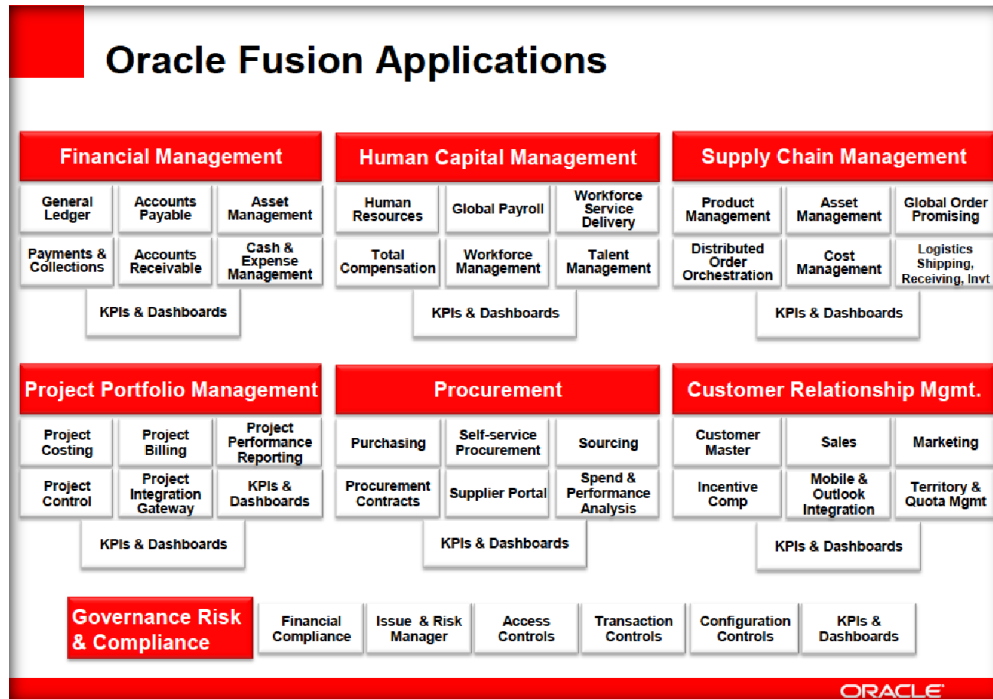 Oracle Fusion Applications
Financial Management
General
Ledger
Accounts
Payable
Asset
Management
Payments &
Collections
Accounts
Receivable
Cash &
Expense
Management
KPIs & Dashboards
Human Capital Management
Human
Resources
Global Payroll
Workforce
Service
Delivery
Total
Compensation
Workforce
Management
Talent
Management
KPIs & Dashboards
Supply Chain Management
Product
Management
Asset
Management
Global Order
Promising
Distributed
Order
Orchestration
Cost
Management
Logistics
Shipping,
Receiving, Invt
KPIs & Dashboards
Project Portfolio Management
Project
Costing
Project
Billing
Project
Performance
Reporting
Project
Control
Project
Integration
Gateway
KPIs &
Dashboards
KPIs & Dashboards
Procurement
Purchasing
Self-service
Procurement
Sourcing
Procurement
Contracts
Supplier Portal
Spend &
Performance
Analysis
KPIs & Dashboards
Customer Relationship Mgmt.
Customer
Master
Sales
Marketing
Incentive
Comp
Mobile &
Outlook
Integration
Territory &
Quota Mgmt
KPIs & Dashboards
Governance Risk
& Compliance
Financial
Compliance
Issue & Risk
Manager
Access
Controls
Transaction
Controls
Configuration
Controls
KPIs &
Dashboards
ORACLE